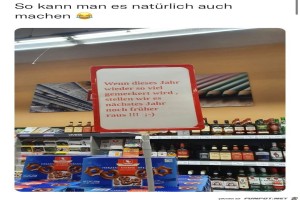 So kann man es natürlich auch
machen 😂
Wenn dieses Jahr
wieder so viel
gemeckert wird ,
stellen wir es
nächstes Jahr
noch früher
raus !!! ;-)